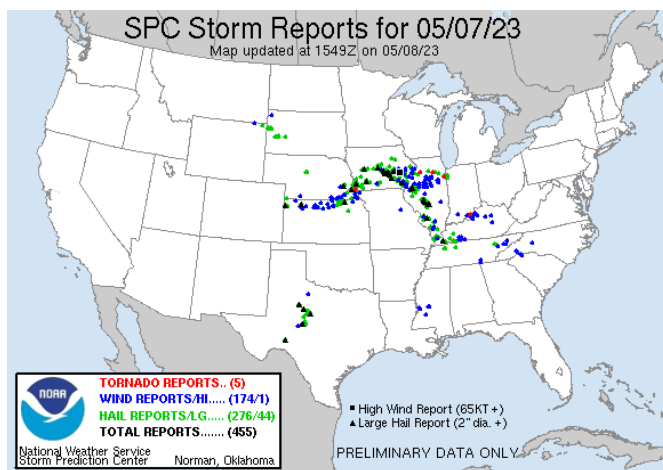 SPC Storm Reports for 05/07/23
Map updated at 1549Z on 05/08/23
NOAA
TORNADO REPORTS.. (5)
WIND REPORTS/HI..... (174/1)
HAIL REPORTS/LG..... (276/44)
TOTAL REPORTS....... (455)
National Weather Service
Storm Prediction Center Norman, Oklahoma
High Wind Report (65KT +)
Large Hail Report (2" dia. +)
PRELIMINARY DATA ONLY